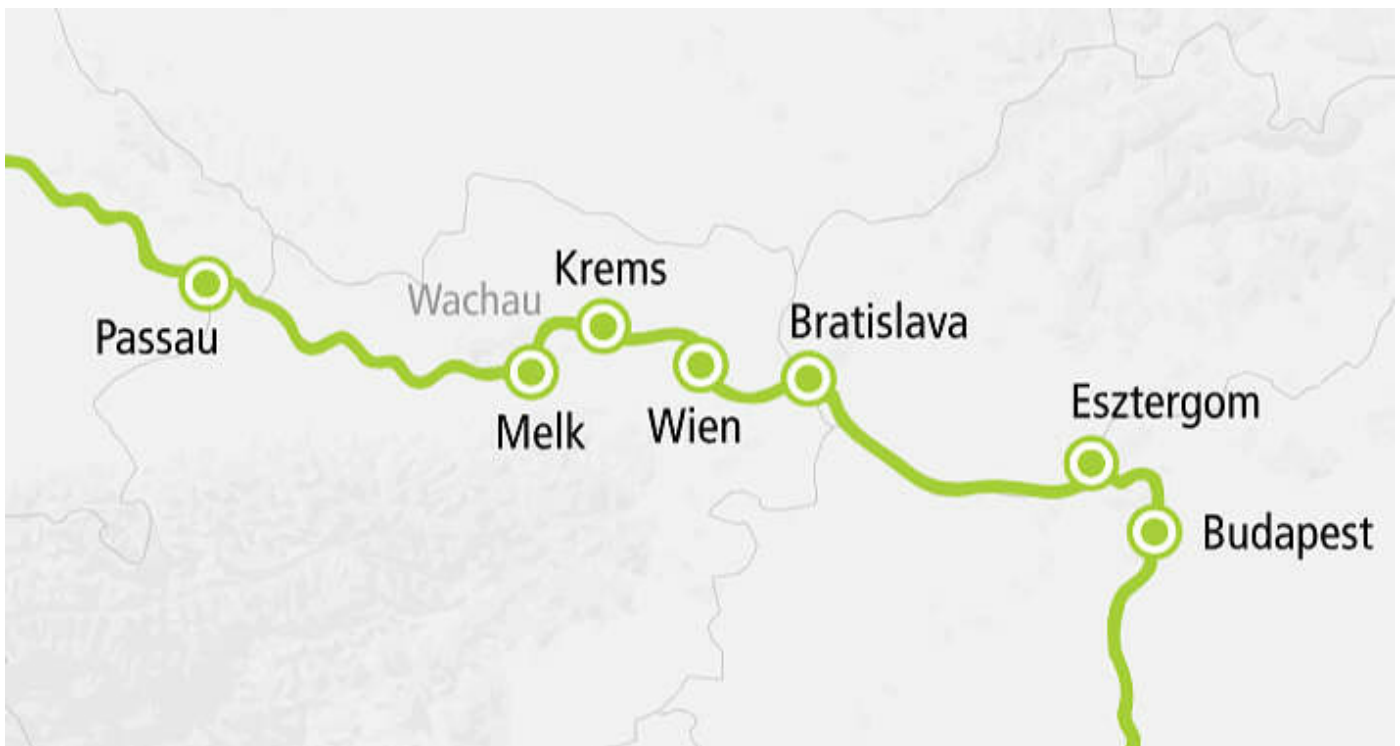 Krems
Wachau
Passau
Bratislava
Melk
Wien
Esztergom
Budapest